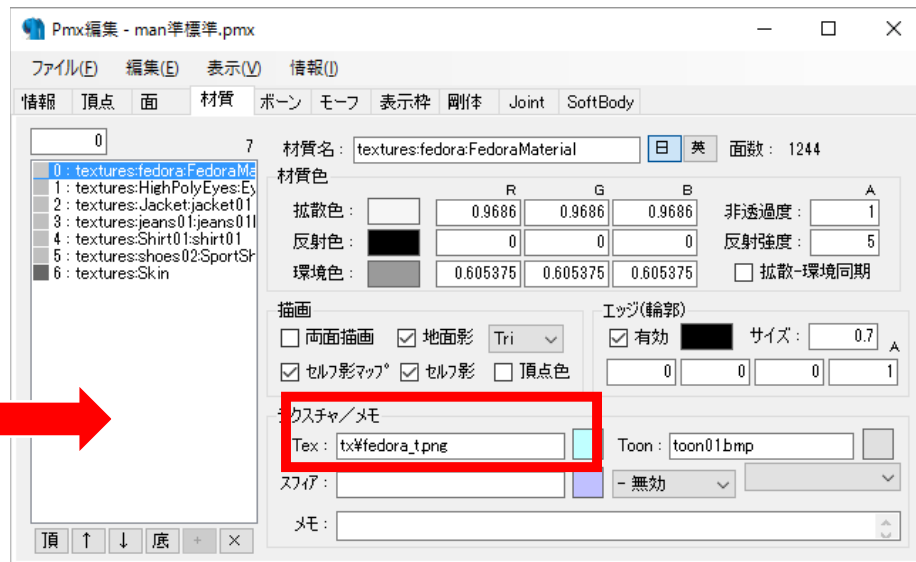 Pmx編集 - man準標準.pmx
ファイル(F) 編集(E) 表示(V) 情報(I)
情報 頂点 面 材質 ボーン モーフ 表示枠 剛体 Joint SoftBody
0 7
0 : textures:fedora:FedoraMa
1 : textures:HighPolyEyes:Ey
2 : textures:Jacket:jacket01
3 : textures:jeans01:jeans01l
4 : textures:Shirt01:shirt01
5 : textures:shoes02:SportSh
6 : textures:Skin
頂 ↑ ↓ 底 + ×
材質名 : textures:fedora:FedoraMaterial 日 英 面数 : 1244
材質色
R G B A
拡散色 : 0.9686 0.9686 0.9686 非透過度 : 1
反射色 : 0 0 0 反射強度 : 5
環境色 : 0.605375 0.605375 0.605375 拡散-環境同期
描画
両面描画 地面影 Tri
セルフ影マップ セルフ影 頂点色
エッジ(輪郭)
有効 サイズ : 0.7
A
0 0 0 1
テクスチャ/メモ
Tex : tx¥fedora_t.png Toon : toon01.bmp
スフィア : - 無効
メモ :